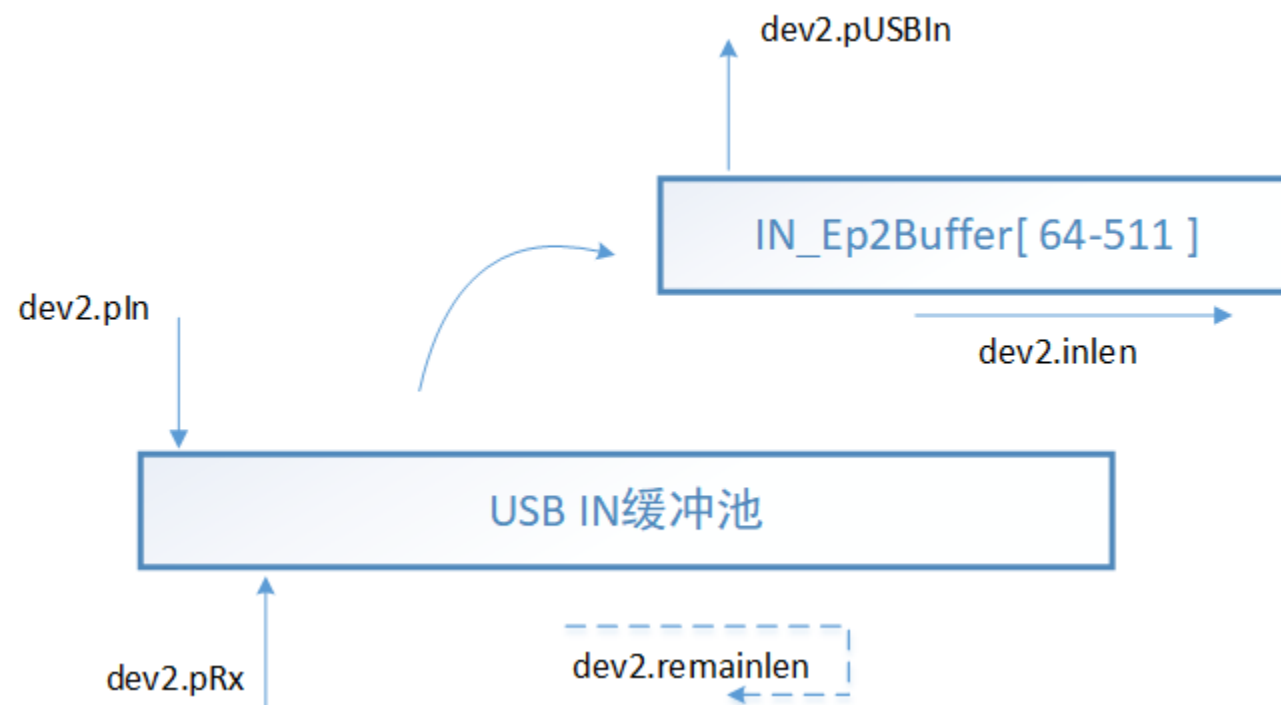 dev2.pUSBIn
IN_Ep2Buffer[ 64-511 ]
dev2.pIn
dev2.inlen
USB IN缓冲池
dev2.remainlen
dev2.pRx